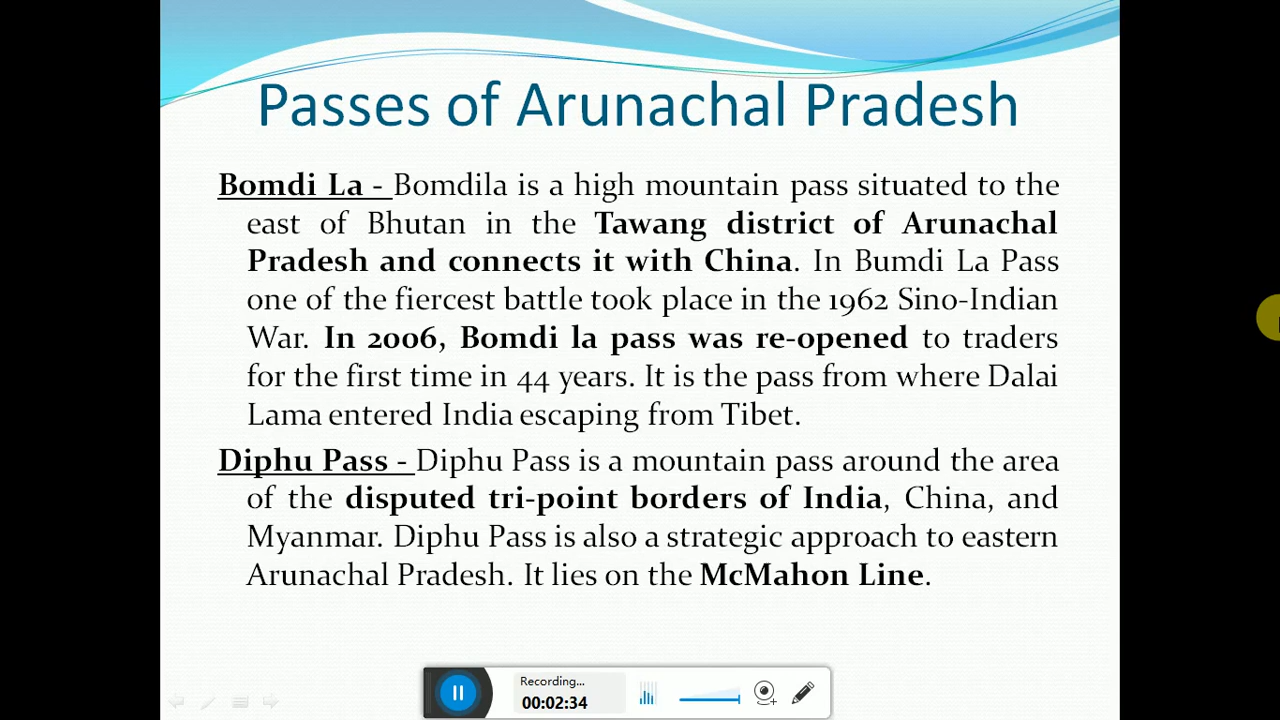 Passes of Arunachal Pradesh
Bomdi La - Bomdila is a high mountain pass situated to the
east of Bhutan in the Tawang district of Arunachal
Pradesh and connects it with China. In Bumdi La Pass
one of the fiercest battle took place in the 1962 Sino-Indian
War. In 2006, Bomdi la pass was re-opened to traders
for the first time in 44 years. It is the pass from where Dalai
Lama entered India escaping from Tibet.
Diphu Pass - Diphu Pass is a mountain pass around the area
of the disputed tri-point borders of India, China, and
Myanmar. Diphu Pass is also a strategic approach to eastern
Arunachal Pradesh. It lies on the McMahon Line.
Recording...
00:02:34